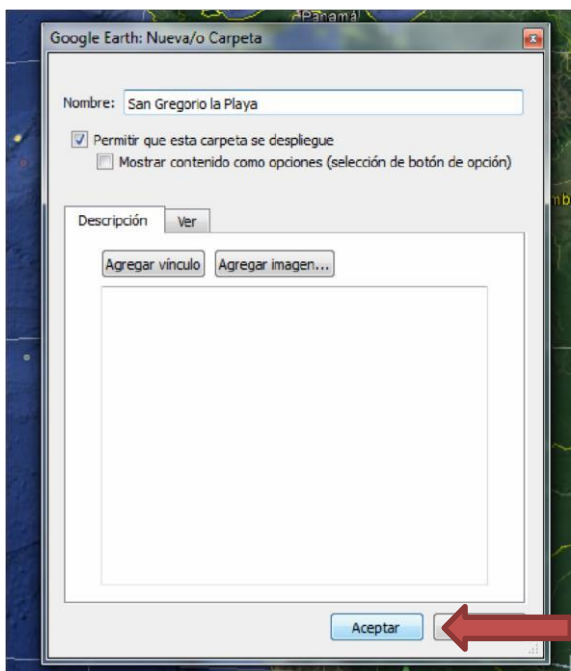 Panamá
Google Earth: Nueva/o Carpeta
Nombre: San Gregorio la Playa
Permitir que esta carpeta se despliegue
Mostrar contenido como opciones (selección de botón de opción)
mb
Descripción Ver
Agregar vínculo Agregar imagen...
Aceptar